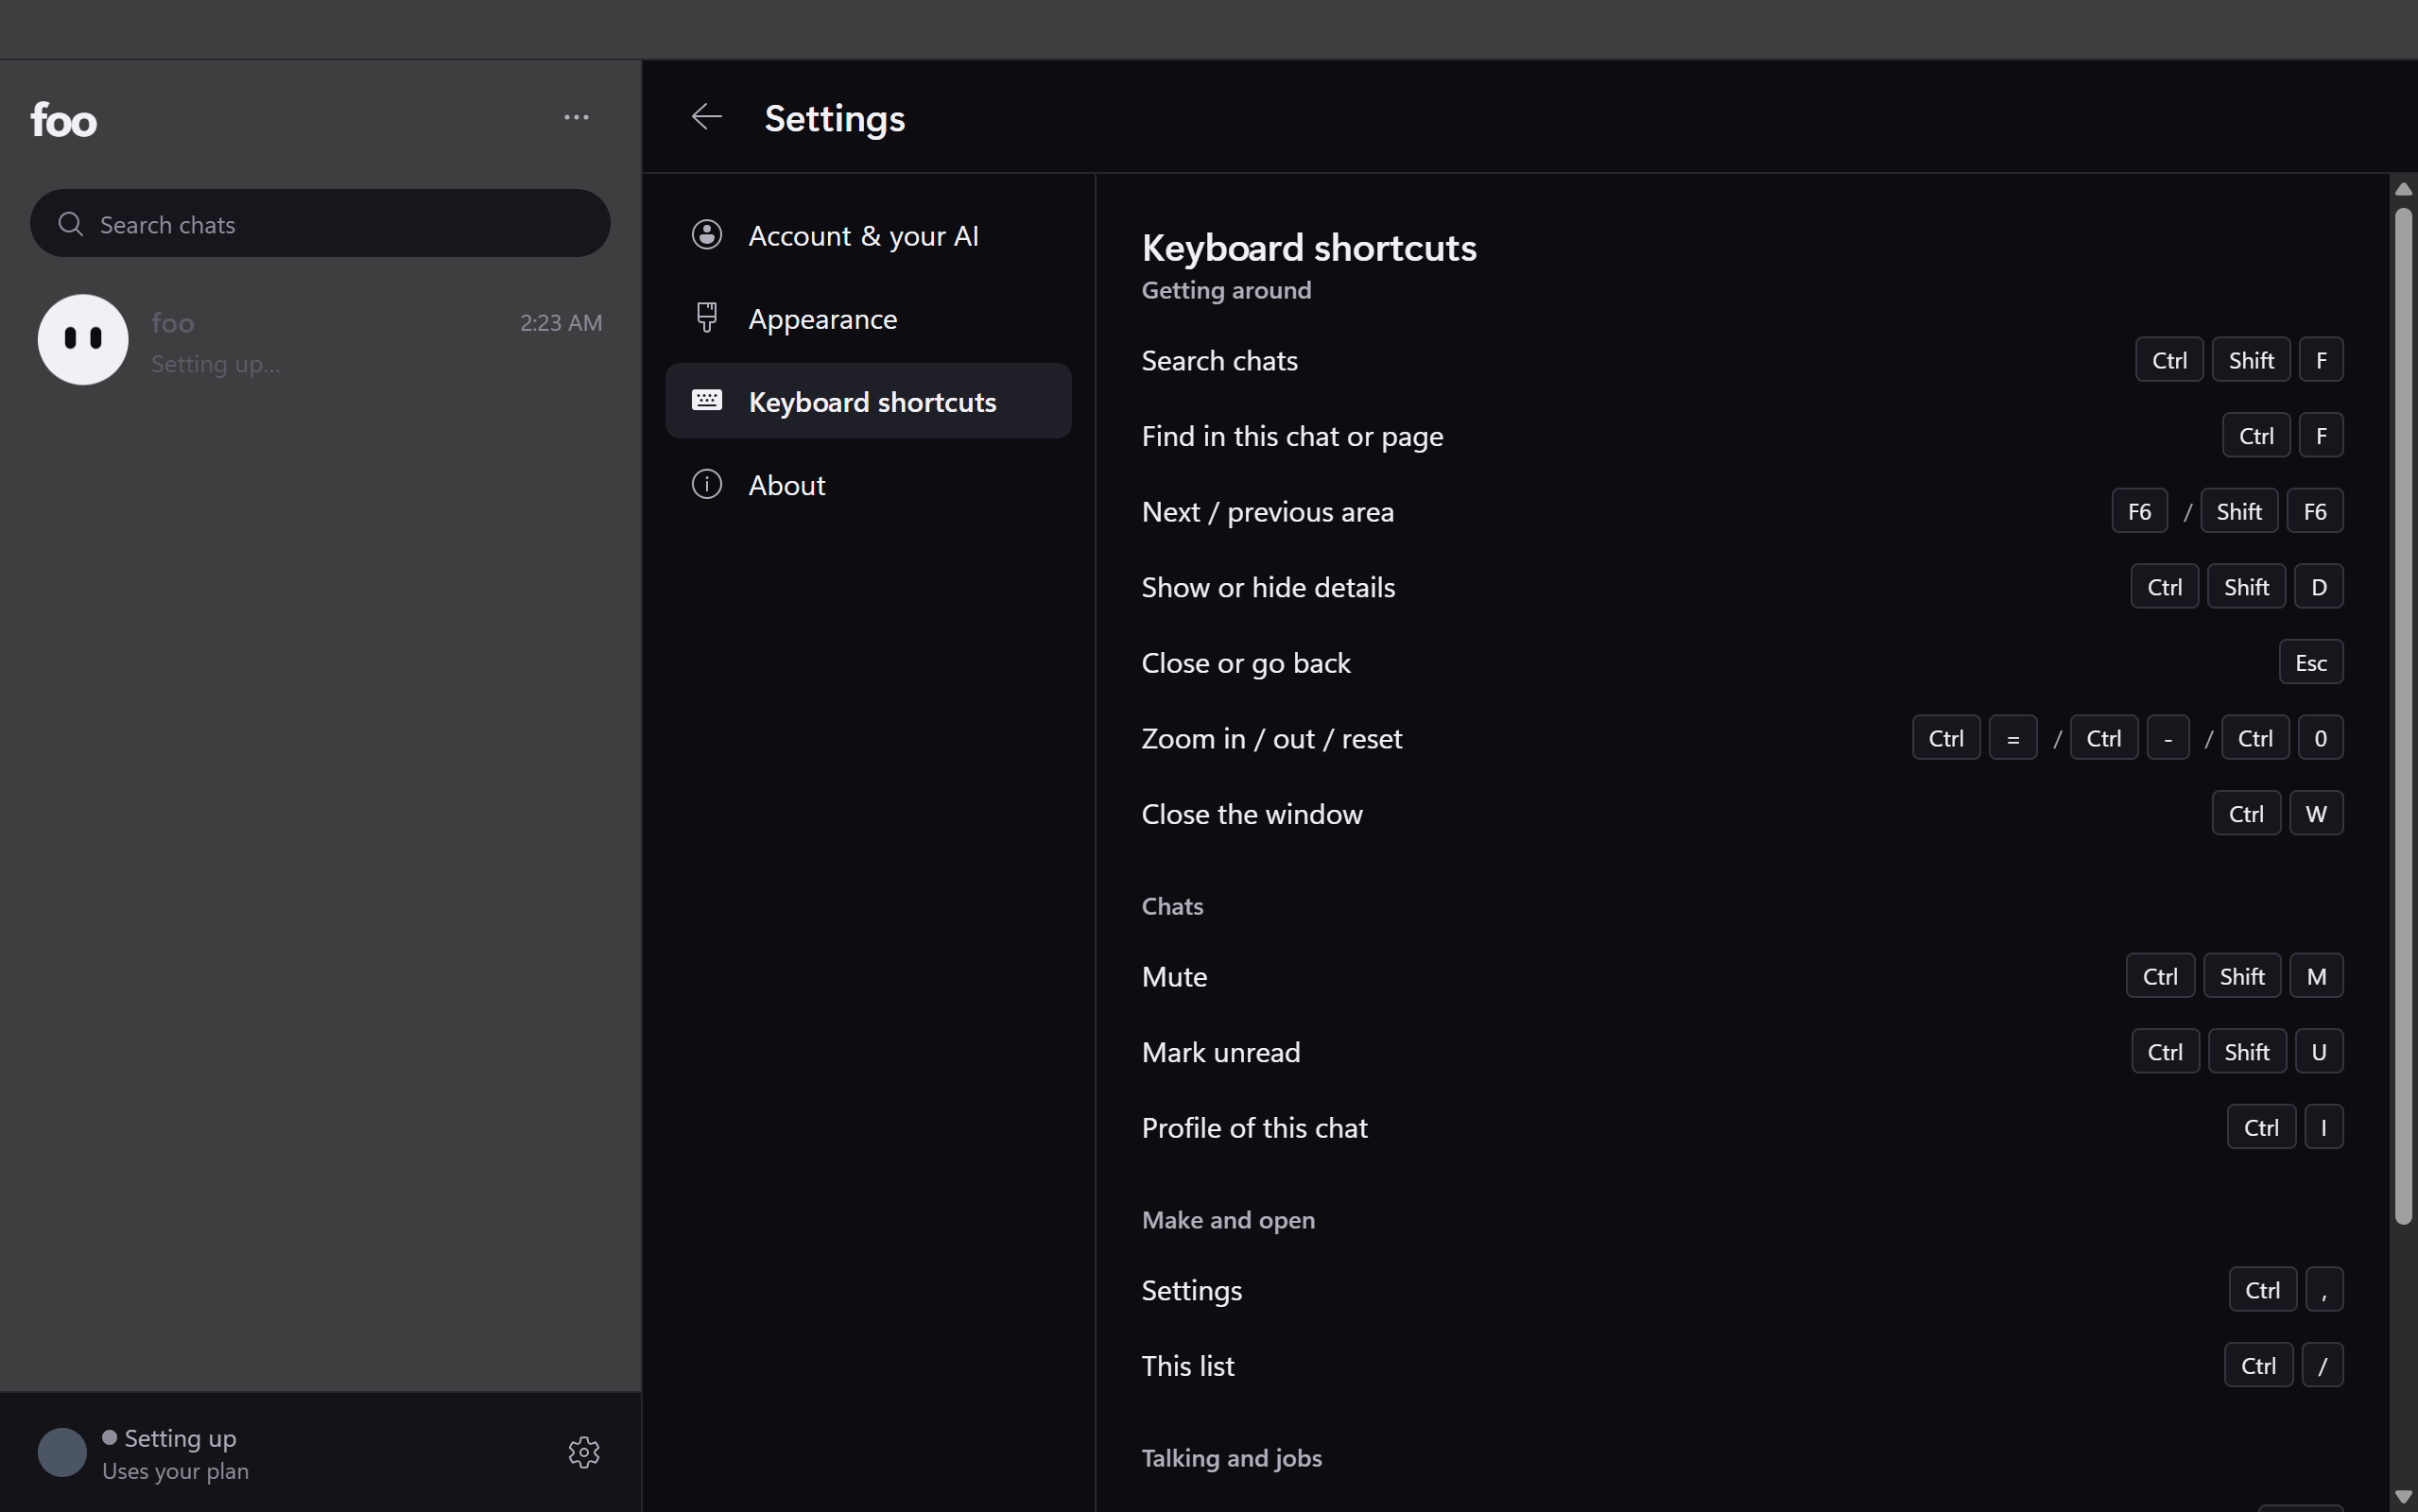 foo
Settings
Search chats
foo
2:23 AM
Setting up...
Account & your AI
Appearance
Keyboard shortcuts
About
Keyboard shortcuts
Getting around
Search chats Ctrl Shift F
Find in this chat or page Ctrl F
Next / previous area F6 / Shift F6
Show or hide details Ctrl Shift D
Close or go back Esc
Zoom in / out / reset Ctrl = / Ctrl - / Ctrl 0
Close the window Ctrl W
Chats
Mute Ctrl Shift M
Mark unread Ctrl Shift U
Profile of this chat Ctrl I
Make and open
Settings Ctrl ,
This list Ctrl /
Talking and jobs
Setting up
Uses your plan